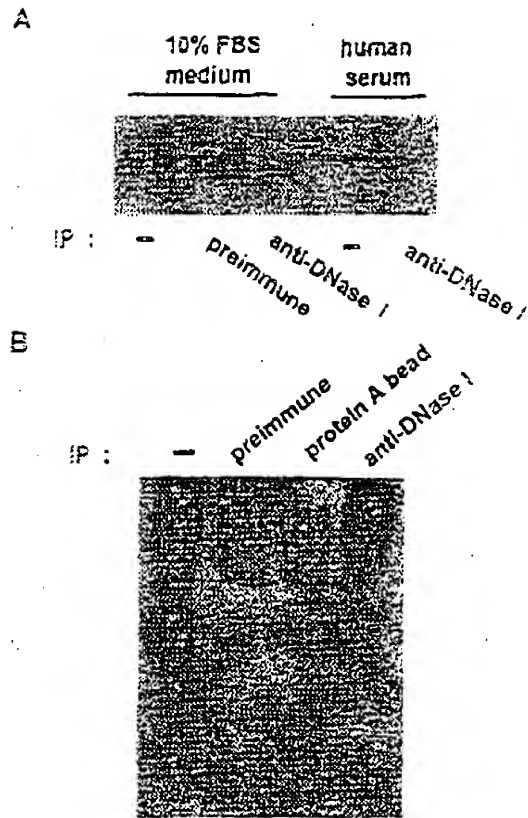 A
10% FBS
medium
human
serum
IP : - preimmune anti-DNase I - anti-DNase I
B
IP : - preimmune protein A bead anti-DNase I